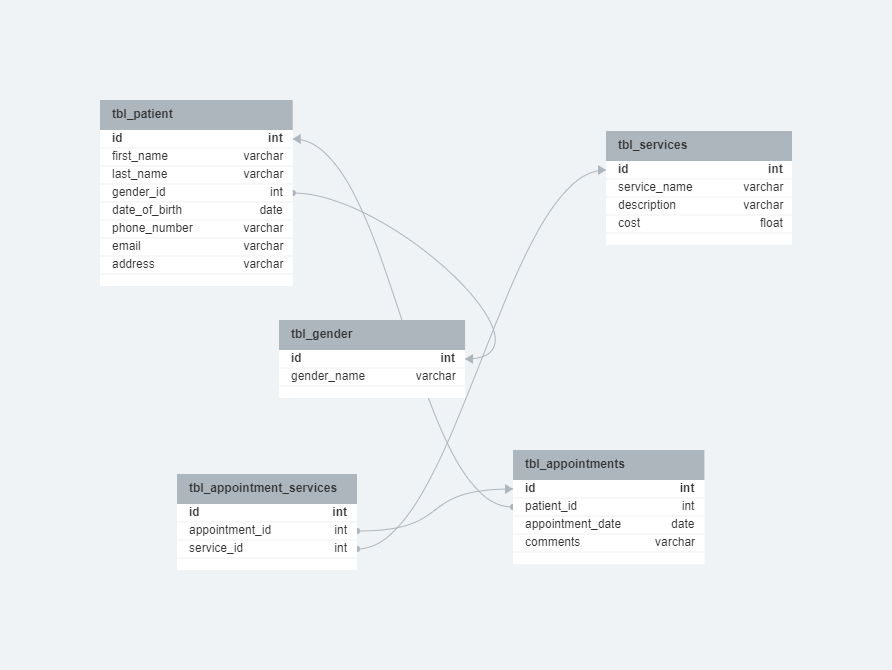 tbl_patient
id int
first_name varchar
last_name varchar
gender_id int
date_of_birth date
phone_number varchar
email varchar
address varchar
tbl_services
id int
service_name varchar
description varchar
cost float
tbl_gender
id int
gender_name varchar
tbl_appointment_services
id int
appointment_id int
service_id int
tbl_appointments
id int
patient_id int
appointment_date date
comments varchar